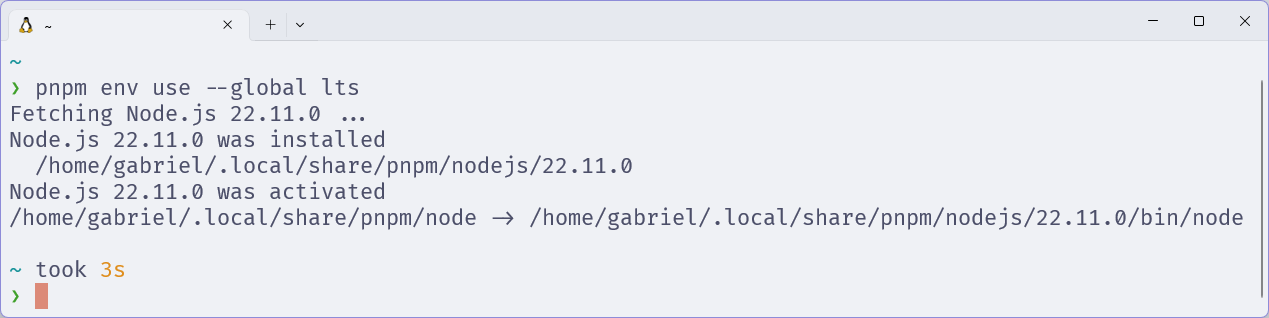 ~
~
❯ pnpm env use --global lts
Fetching Node.js 22.11.0 ...
Node.js 22.11.0 was installed
  /home/gabriel/.local/share/pnpm/nodejs/22.11.0
Node.js 22.11.0 was activated
/home/gabriel/.local/share/pnpm/node -> /home/gabriel/.local/share/pnpm/nodejs/22.11.0/bin/node
~ took 3s
❯